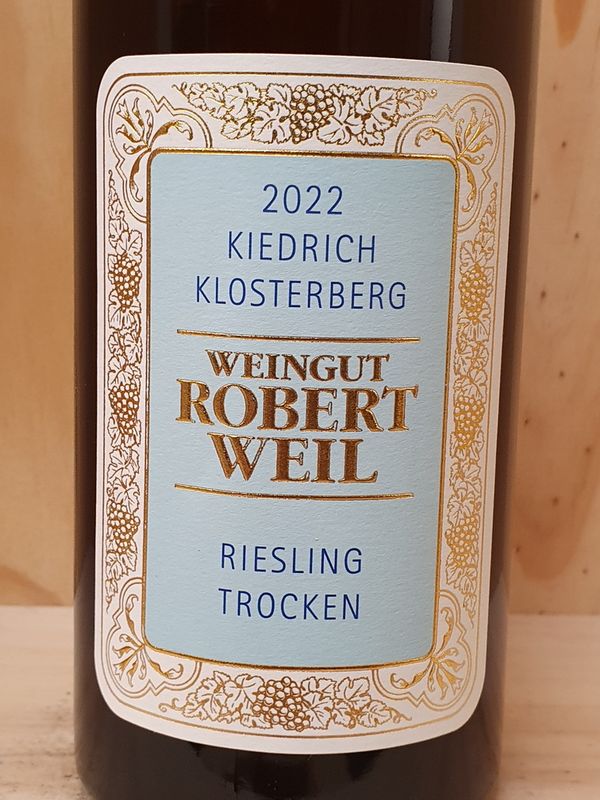 2022
KIEDRICH
KLOSTERBERG
WEINGUT
ROBERT
WEIL
RIESLING
TROCKEN